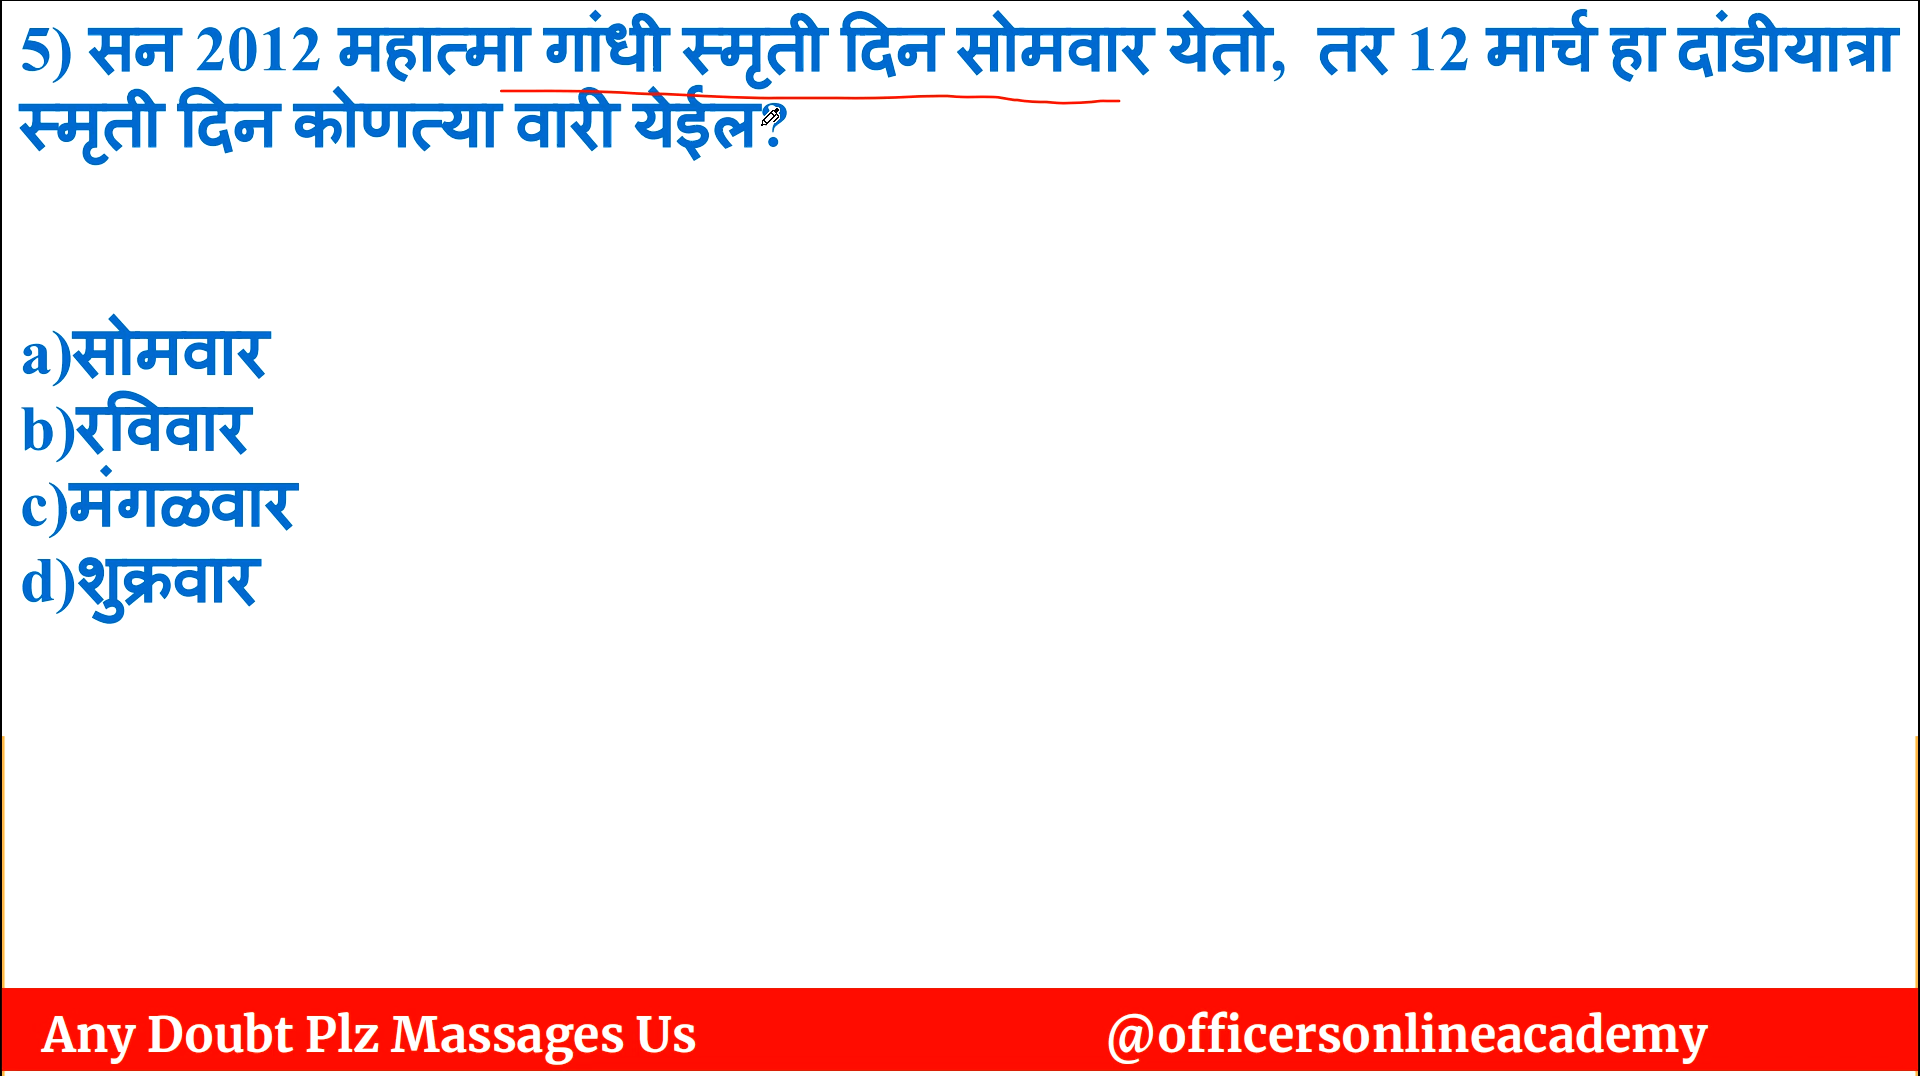 5) सन 2012 महात्मा गांधी स्मृती दिन सोमवार येतो, तर 12 मार्च हा दांडीयात्रा
स्मृती दिन कोणत्या वारी येईल?
a)सोमवार
b)रविवार
c)मंगळवार
d)शुक्रवार
Any Doubt Plz Massages Us @officersonlineacademy